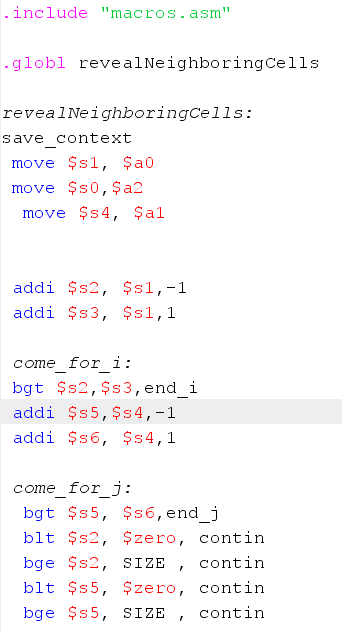 .include "macros.asm"
.globl revealNeighboringCells
revealNeighboringCells:
save_context
move $s1, $a0
move $s0,$a2
move $s4, $a1
addi $s2, $s1,-1
addi $s3, $s1,1
come_for_i:
bgt $s2,$s3,end_i
addi $s5,$s4,-1
addi $s6, $s4,1
come_for_j:
bgt $s5, $s6,end_j
blt $s2, $zero, contin
bge $s2, SIZE , contin
blt $s5, $zero, contin
bge $s5, SIZE , contin